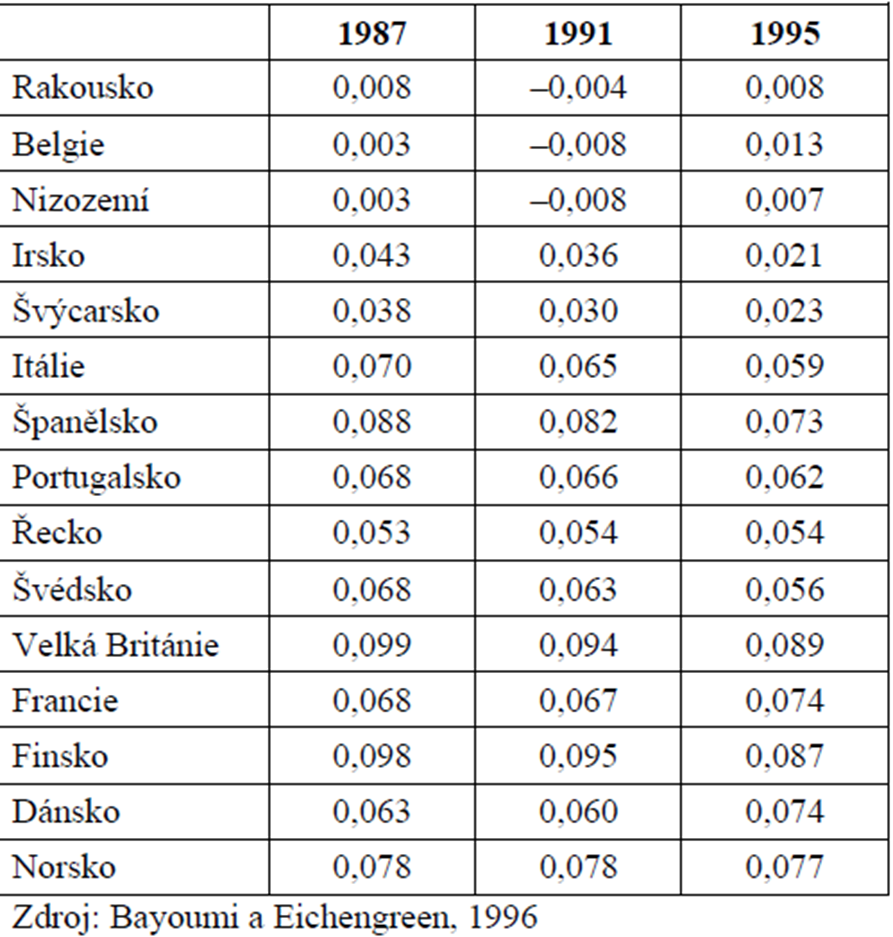 1987 1991 1995
Rakousko 0,008 –0,004 0,008
Belgie 0,003 –0,008 0,013
Nizozemí 0,003 –0,008 0,007
Irsko 0,043 0,036 0,021
Švýcarsko 0,038 0,030 0,023
Itálie 0,070 0,065 0,059
Španělsko 0,088 0,082 0,073
Portugalsko 0,068 0,066 0,062
Řecko 0,053 0,054 0,054
Švédsko 0,068 0,063 0,056
Velká Británie 0,099 0,094 0,089
Francie 0,068 0,067 0,074
Finsko 0,098 0,095 0,087
Dánsko 0,063 0,060 0,074
Norsko 0,078 0,078 0,077
Zdroj: Bayoumi a Eichengreen, 1996